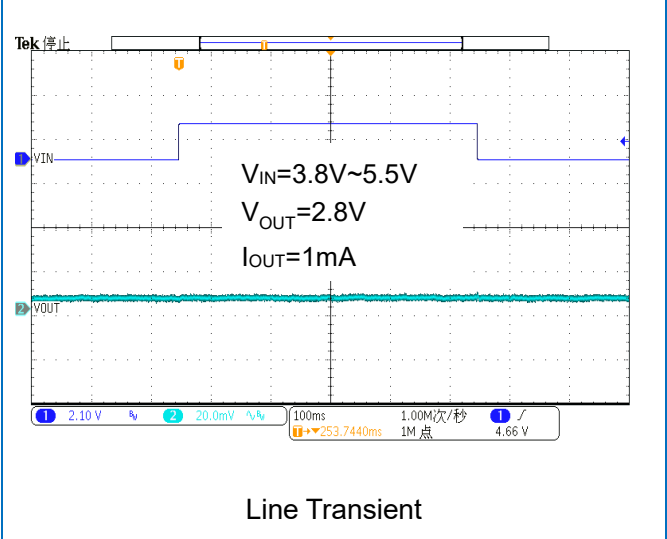 Tek 停止
T
T
1 VIN
VIN=3.8V~5.5V
VOUT=2.8V
IOUT=1mA
2 VOUT
1 2.10 V BW 2 20.0mV ∿BW 100ms 1.00M次/秒 1 ∫
T→▼253.7440ms 1M 点 4.66 V
Line Transient